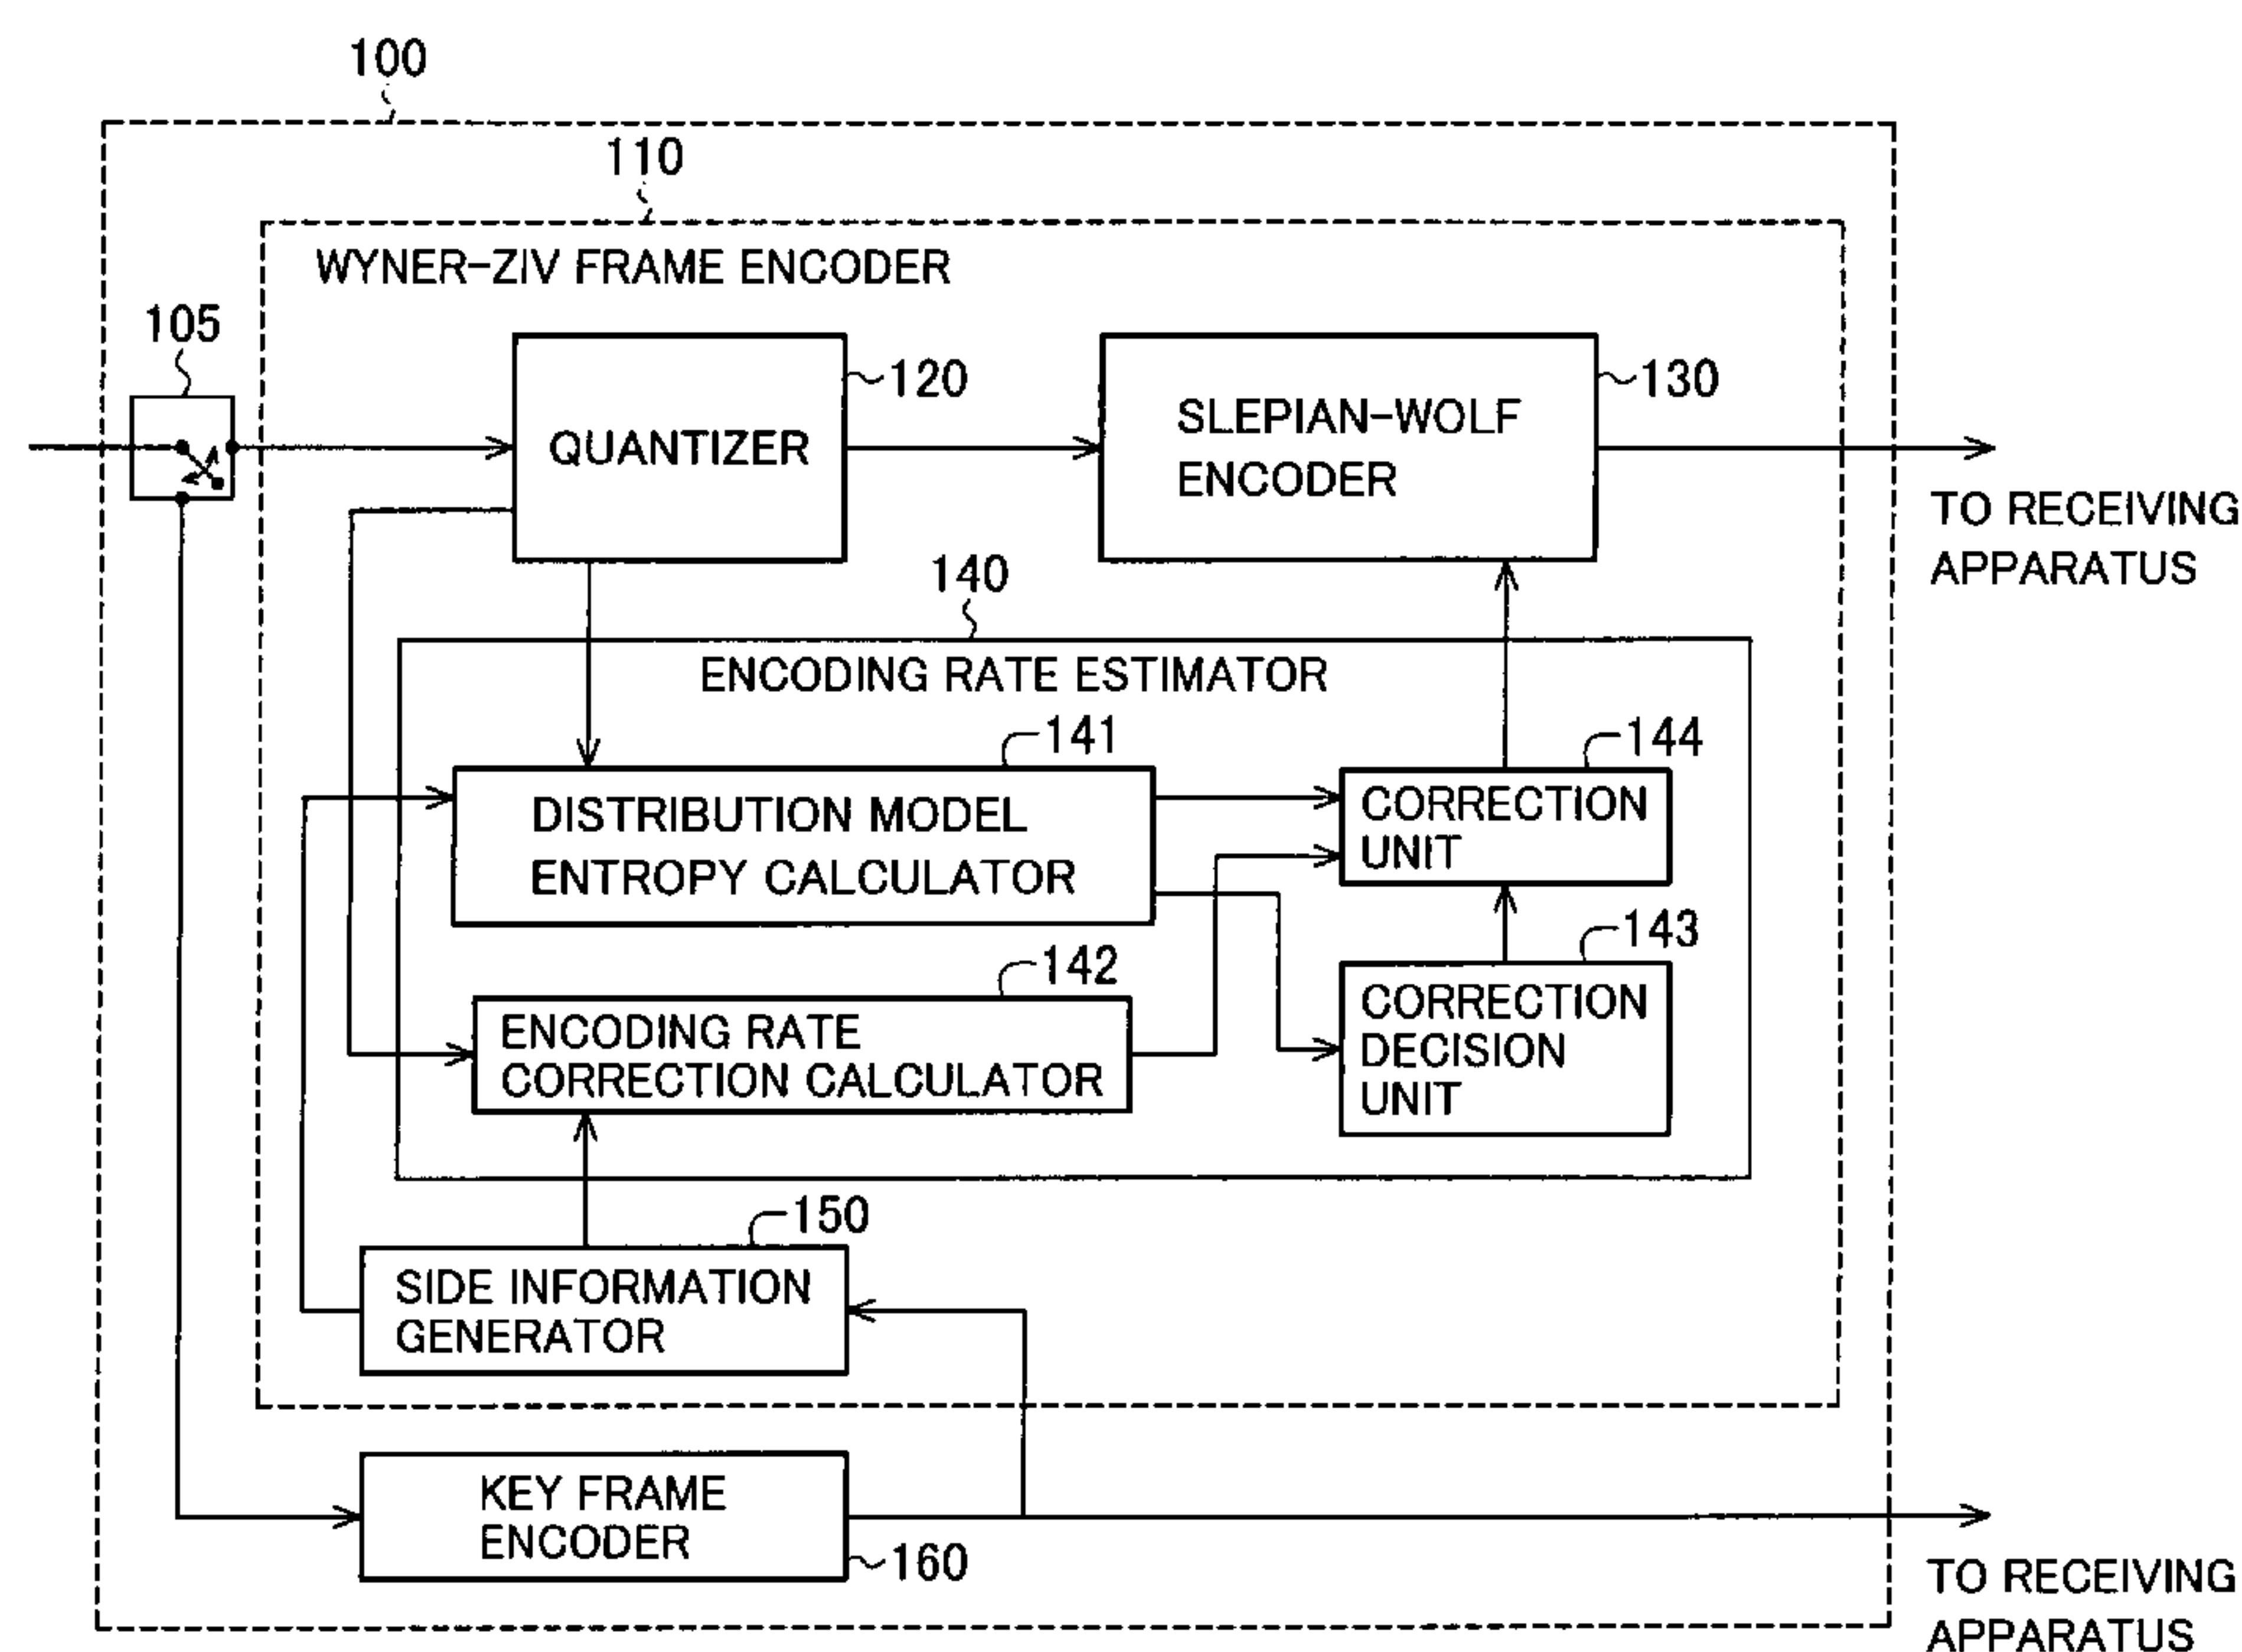 100
110
WYNER-ZIV FRAME ENCODER
105
QUANTIZER
120
SLEPIAN-WOLF
ENCODER
130
TO RECEIVING
APPARATUS
140
ENCODING RATE ESTIMATOR
141
DISTRIBUTION MODEL
ENTROPY CALCULATOR
144
CORRECTION
UNIT
142
ENCODING RATE
CORRECTION CALCULATOR
143
CORRECTION
DECISION
UNIT
150
SIDE INFORMATION
GENERATOR
KEY FRAME
ENCODER
160
TO RECEIVING
APPARATUS